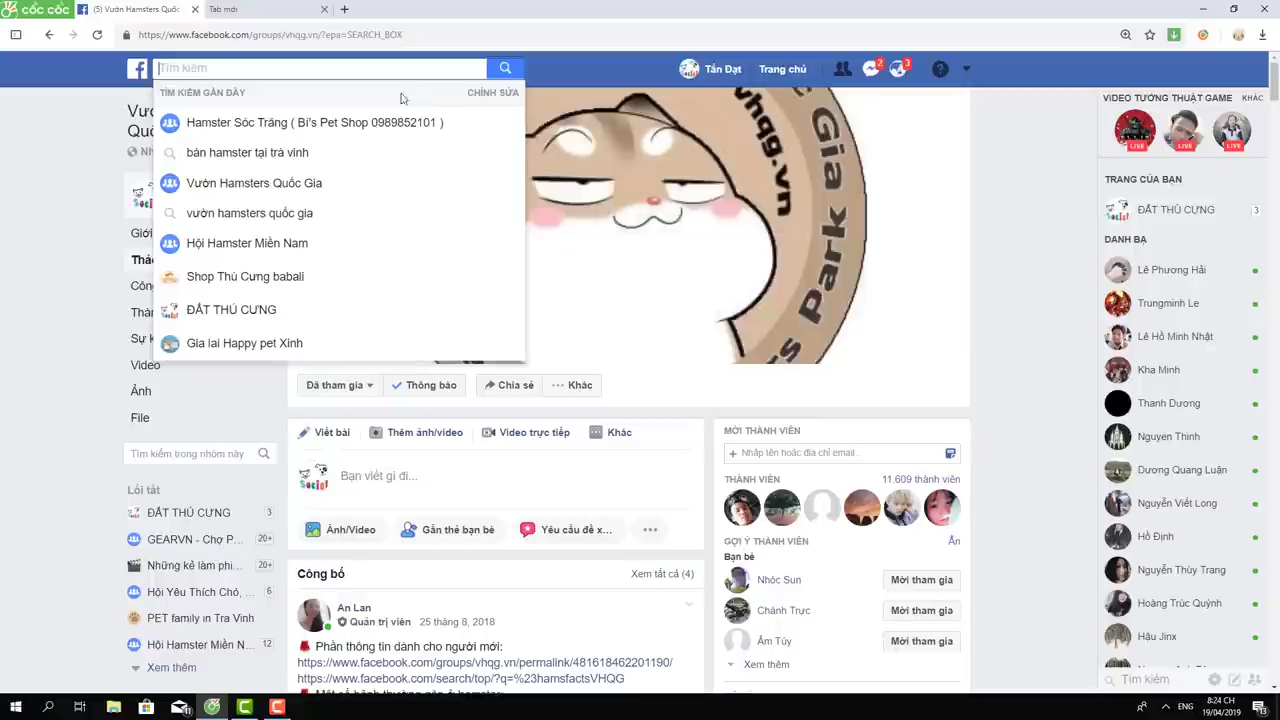 cốc cốc
(5) Vườn Hamsters Quốc
Tab mới
https://www.facebook.com/groups/vhqg.vn/?epa=SEARCH_BOX
Tìm kiếm
Tấn Đạt
Trang chủ
2
3
TÌM KIẾM GẦN ĐÂY
CHỈNH SỬA
Hamster Sóc Trăng ( Bí's Pet Shop 0989852101 )
bán hamster tại trà vinh
Vườn Hamsters Quốc Gia
vườn hamsters quốc gia
Hội Hamster Miền Nam
Shop Thú Cưng babali
ĐẤT THÚ CƯNG
Gia lai Happy pet Xinh
vhqg.vn
Park Gia
Video
Ảnh
File
Tìm kiếm trong nhóm này
Lối tắt
ĐẤT THÚ CƯNG
3
GEARVN - Chợ P...
20+
Những kẻ làm phi...
20+
Hội Yêu Thích Chó, ...
6
PET family in Tra Vinh
Hội Hamster Miền N...
12
Xem thêm
Đã tham gia
Thông báo
Chia sẻ
Khác
Viết bài
Thêm ảnh/video
Video trực tiếp
Khác
Bạn viết gì đi...
Ảnh/Video
Gắn thẻ bạn bè
Yêu cầu đề x...
Công bố
Xem tất cả (4)
An Lan
Quản trị viên
25 tháng 8, 2018
Phần thông tin dành cho người mới:
https://www.facebook.com/groups/vhqg.vn/permalink/481618462201190/
https://www.facebook.com/search/top/?q=%23hamsfactsVHQG
MỜI THÀNH VIÊN
Nhập tên hoặc địa chỉ email...
THÀNH VIÊN
11.609 thành viên
GỢI Ý THÀNH VIÊN
Ẩn
Bạn bè
Nhóc Sun
Mời tham gia
Chánh Trực
Mời tham gia
Ấm Túy
Mời tham gia
Xem thêm
VIDEO TƯỜNG THUẬT GAME
KHÁC
LIVE
LIVE
LIVE
TRANG CỦA BẠN
ĐẤT THÚ CƯNG
3
DANH BẠ
Lê Phương Hải
Trungminh Le
Lê Hồ Minh Nhật
Kha Minh
Thanh Dương
Nguyen Thinh
Dương Quang Luận
Nguyễn Viết Long
Hồ Định
Nguyễn Thùy Trang
Hoàng Trúc Quỳnh
Hậu Jinx
Tìm kiếm
ENG
8:24 CH
19/04/2019